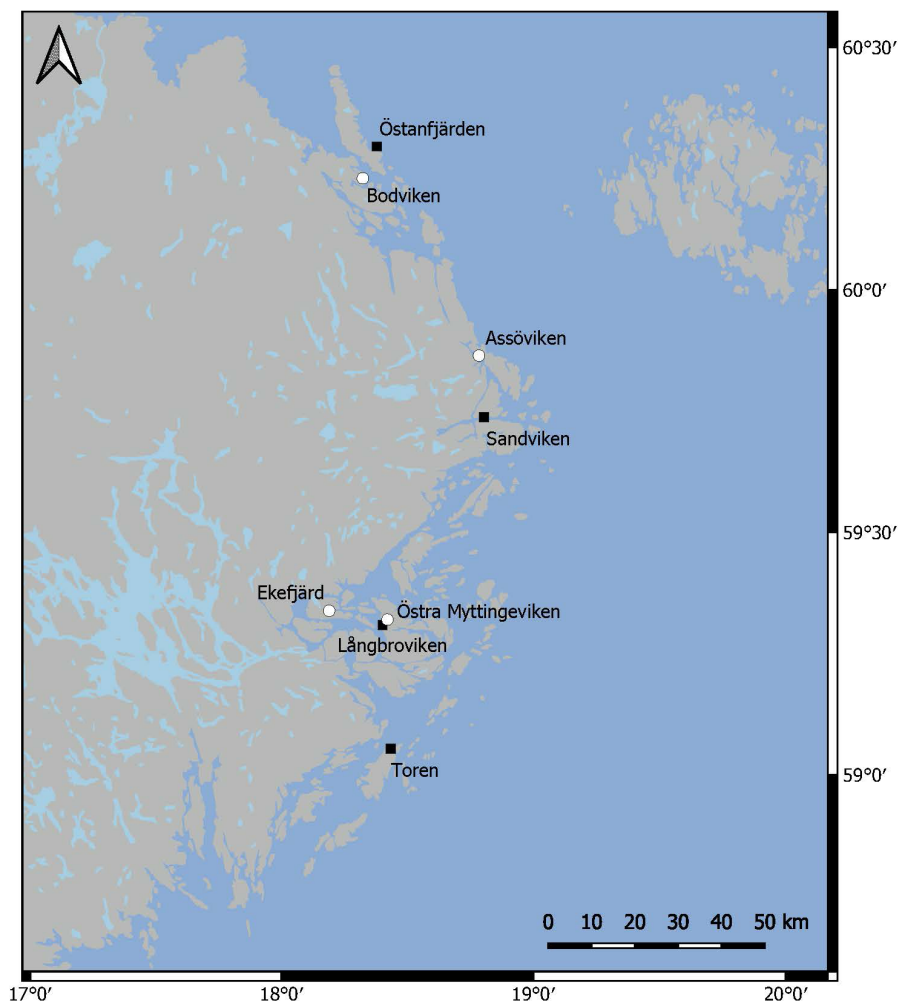 60°30′
Östanfjärden
Bodviken
60°0′
Assöviken
Sandviken
59°30′
Ekefjärd
Östra Myttingeviken
Långbroviken
59°0′
Toren
0 10 20 30 40 50 km
17°0′ 18°0′ 19°0′ 20°0′